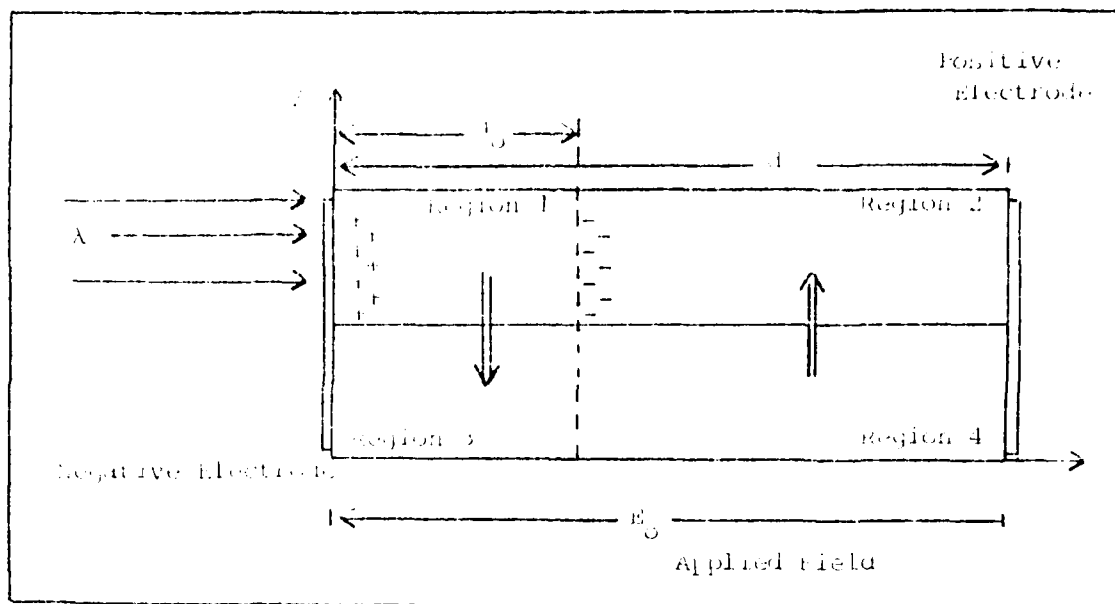 Positive
Electrode
d
Region 1
Region 2
λ
Region 3
Region 4
Negative Electrode
E₀
Applied Field